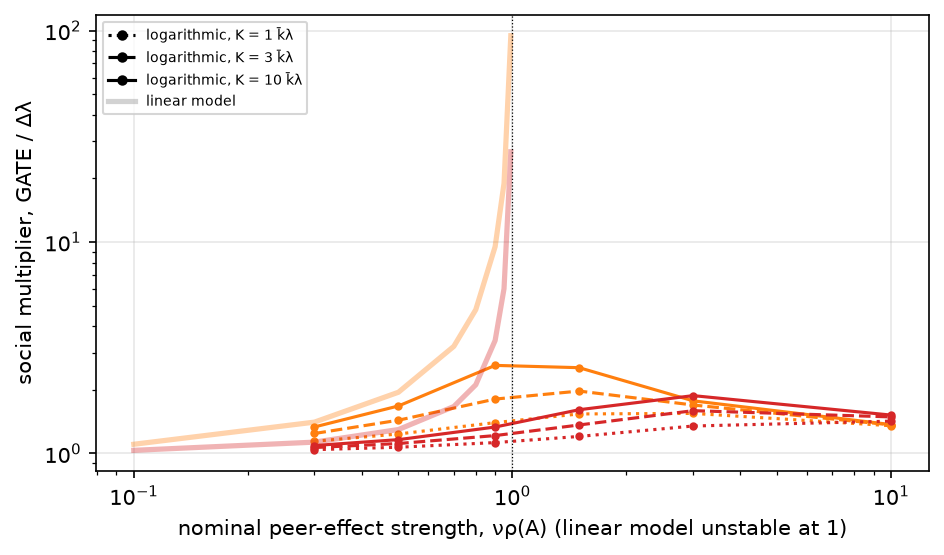 10²
10¹
10⁰
social multiplier, GATE / Δλ
logarithmic, K = 1 k̄λ
logarithmic, K = 3 k̄λ
logarithmic, K = 10 k̄λ
linear model
10⁻¹
10⁰
10¹
nominal peer-effect strength, νρ(A) (linear model unstable at 1)